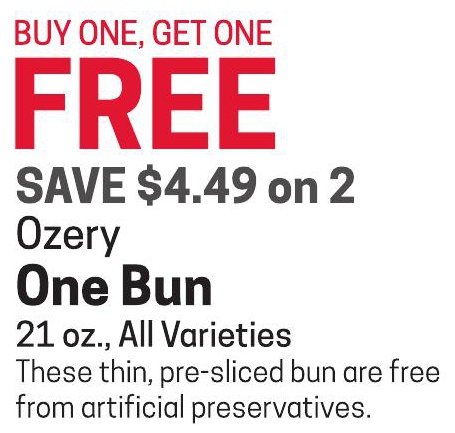 BUY ONE, GET ONE
FREE
SAVE $4.49 on 2
Ozery
One Bun
21 oz., All Varieties
These thin, pre-sliced bun are free
from artificial preservatives.